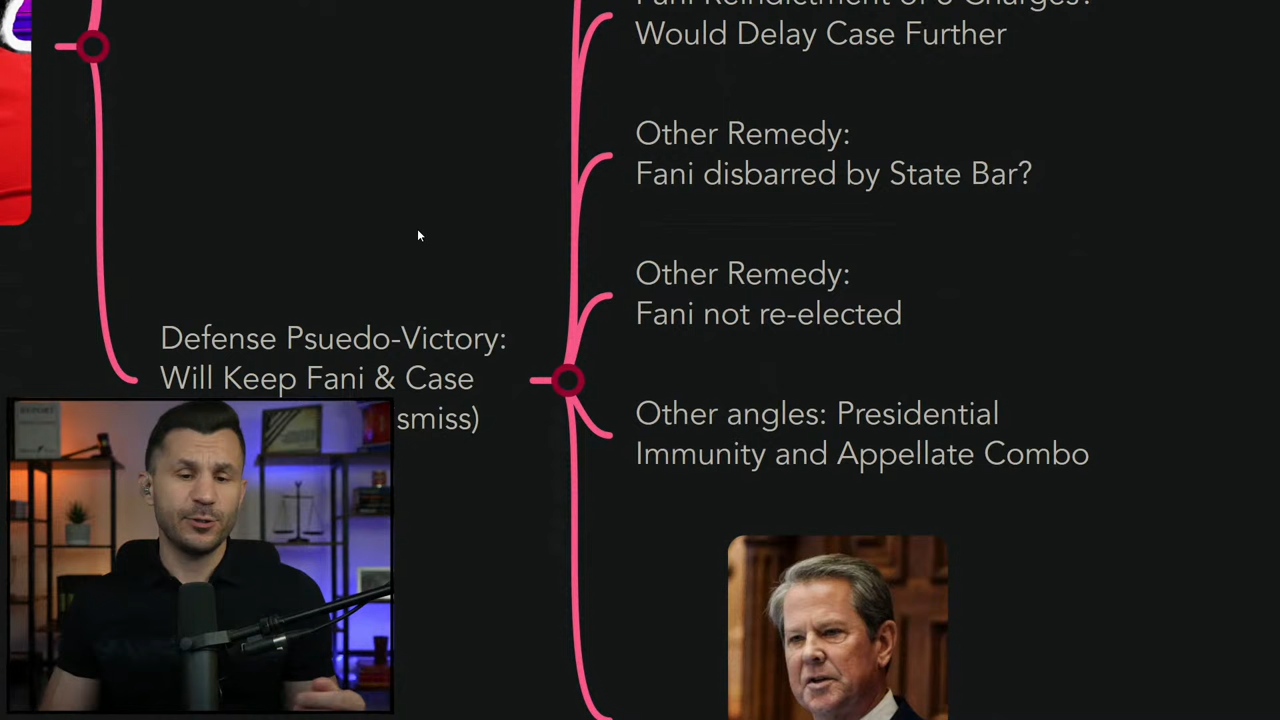 Would Delay Case Further
Other Remedy:
Fani disbarred by State Bar?
Other Remedy:
Fani not re-elected
Defense Psuedo-Victory:
Will Keep Fani & Case
smiss)
Other angles: Presidential
Immunity and Appellate Combo